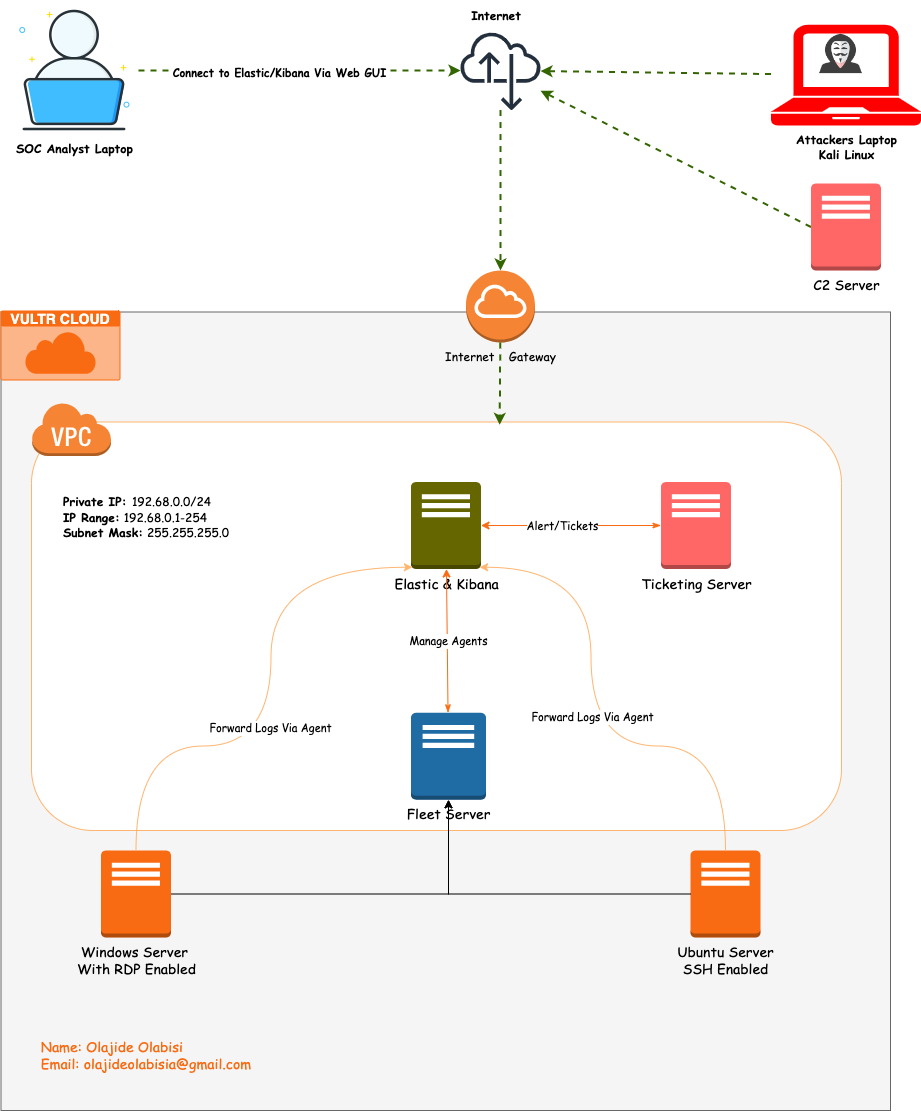 Internet
Connect to Elastic/Kibana Via Web GUI
SOC Analyst Laptop
Attackers Laptop
Kali Linux
C2 Server
VULTR CLOUD
Internet Gateway
VPC
Private IP: 192.68.0.0/24
IP Range: 192.68.0.1-254
Subnet Mask: 255.255.255.0
Alert/Tickets
Elastic & Kibana
Ticketing Server
Manage Agents
Forward Logs Via Agent
Forward Logs Via Agent
Fleet Server
Windows Server
With RDP Enabled
Ubuntu Server
SSH Enabled
Name: Olajide Olabisi
Email: olajideolabisia@gmail.com